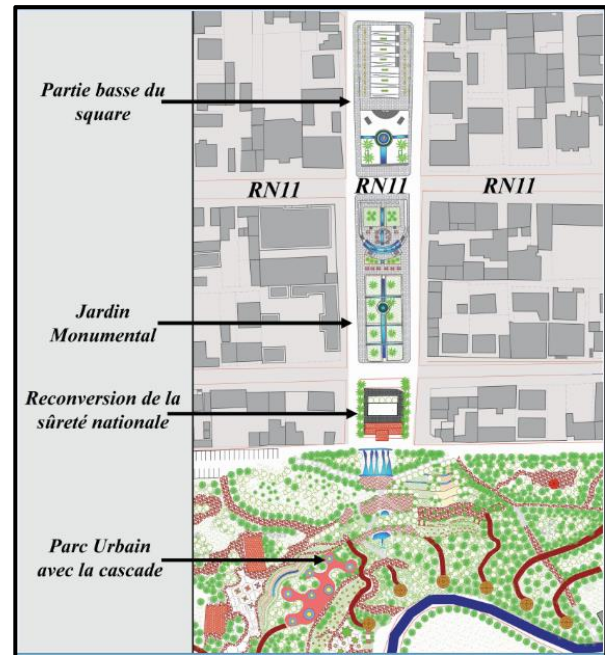 Partie basse du
square
RN11 RN11 RN11
Jardin
Monumental
Reconversion de la
sûreté nationale
Parc Urbain
avec la cascade